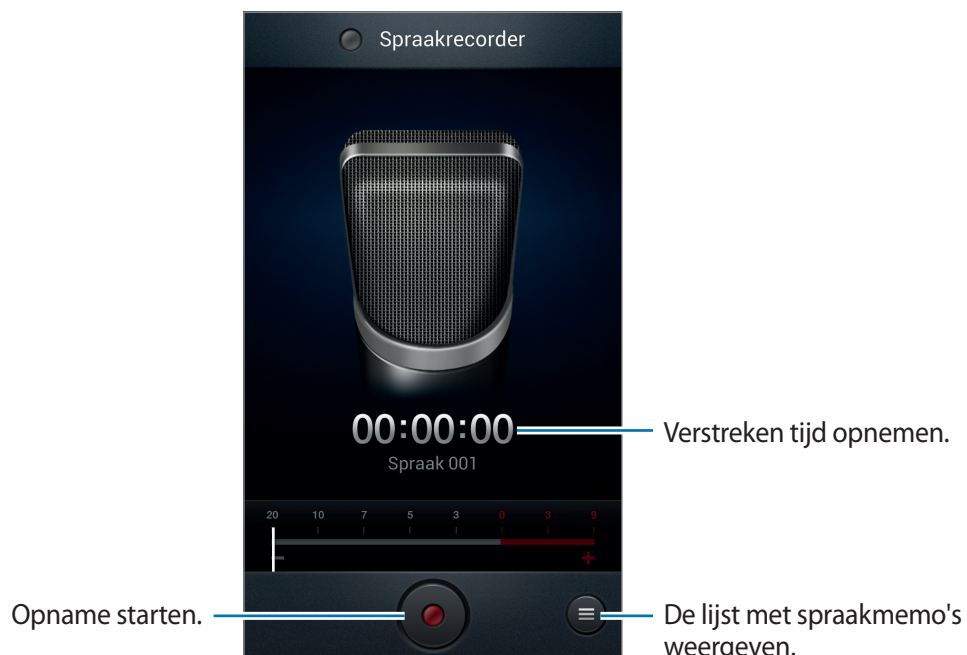 Spraakrecorder
00:00:00
Verstreken tijd opnemen.
Spraak 001
20 10 7 5 3 0 3 9
- +
Opname starten.
De lijst met spraakmemo's
weergeven.